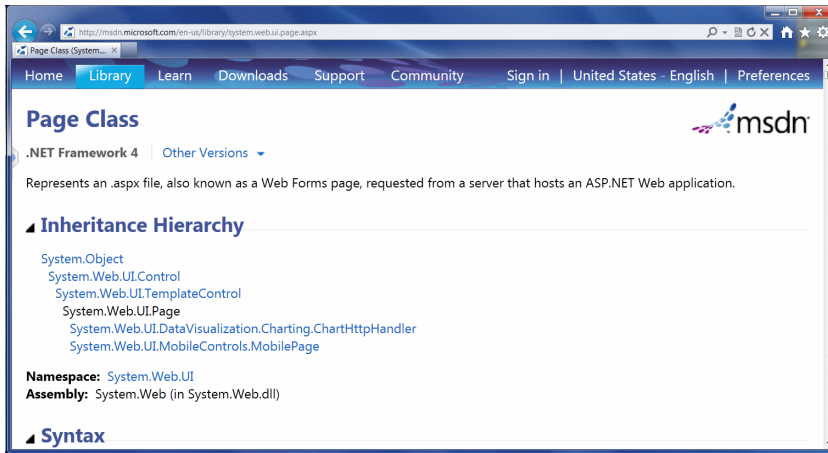 http://msdn.microsoft.com/en-us/library/system.web.ui.page.aspx
Page Class (System....
Home Library Learn Downloads Support Community Sign in | United States - English | Preferences
Page Class
msdn
.NET Framework 4 Other Versions
Represents an .aspx file, also known as a Web Forms page, requested from a server that hosts an ASP.NET Web application.
Inheritance Hierarchy
System.Object
System.Web.UI.Control
System.Web.UI.TemplateControl
System.Web.UI.Page
System.Web.UI.DataVisualization.Charting.ChartHttpHandler
System.Web.UI.MobileControls.MobilePage
Namespace: System.Web.UI
Assembly: System.Web (in System.Web.dll)
Syntax